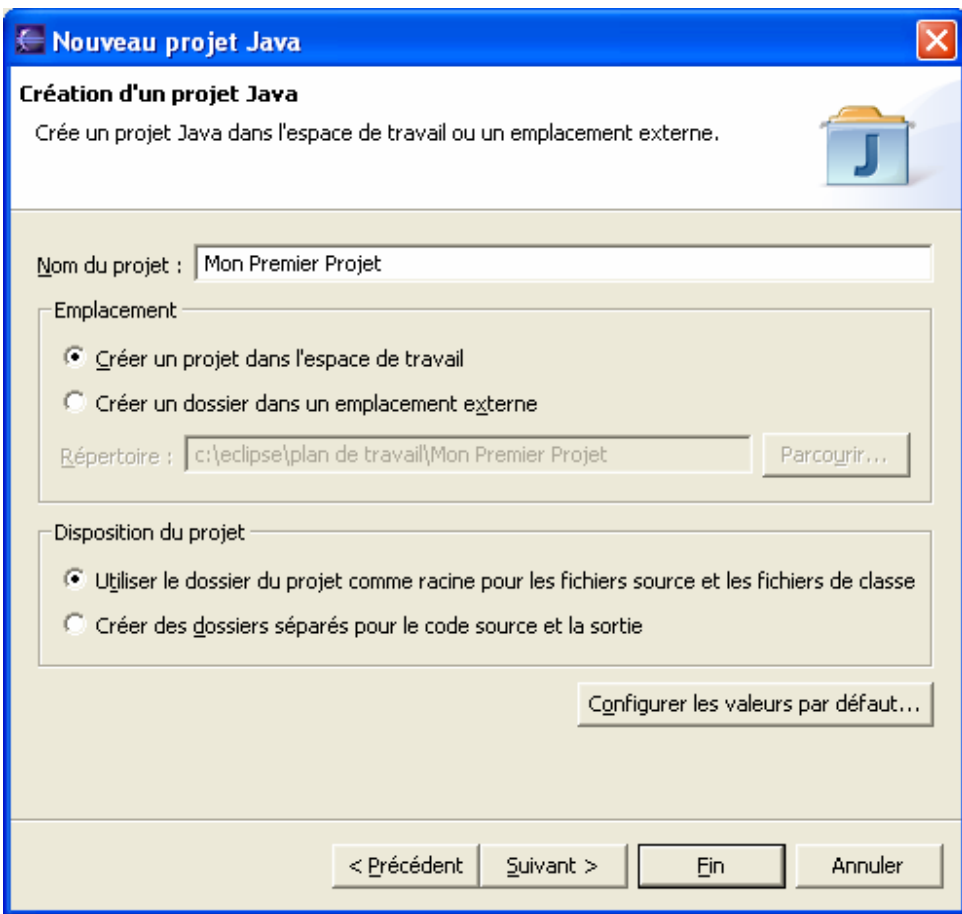 Nouveau projet Java
Création d'un projet Java
Crée un projet Java dans l'espace de travail ou un emplacement externe.
J
Nom du projet : Mon Premier Projet
Emplacement
Créer un projet dans l'espace de travail
Créer un dossier dans un emplacement externe
Répertoire : c:\eclipse\plan de travail\Mon Premier Projet Parcourir...
Disposition du projet
Utiliser le dossier du projet comme racine pour les fichiers source et les fichiers de classe
Créer des dossiers séparés pour le code source et la sortie
Configurer les valeurs par défaut...
< Précédent Suivant > Fin Annuler